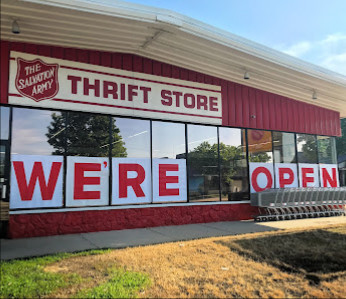 THE
SALVATION
ARMY
THRIFT STORE
WE'RE OPEN